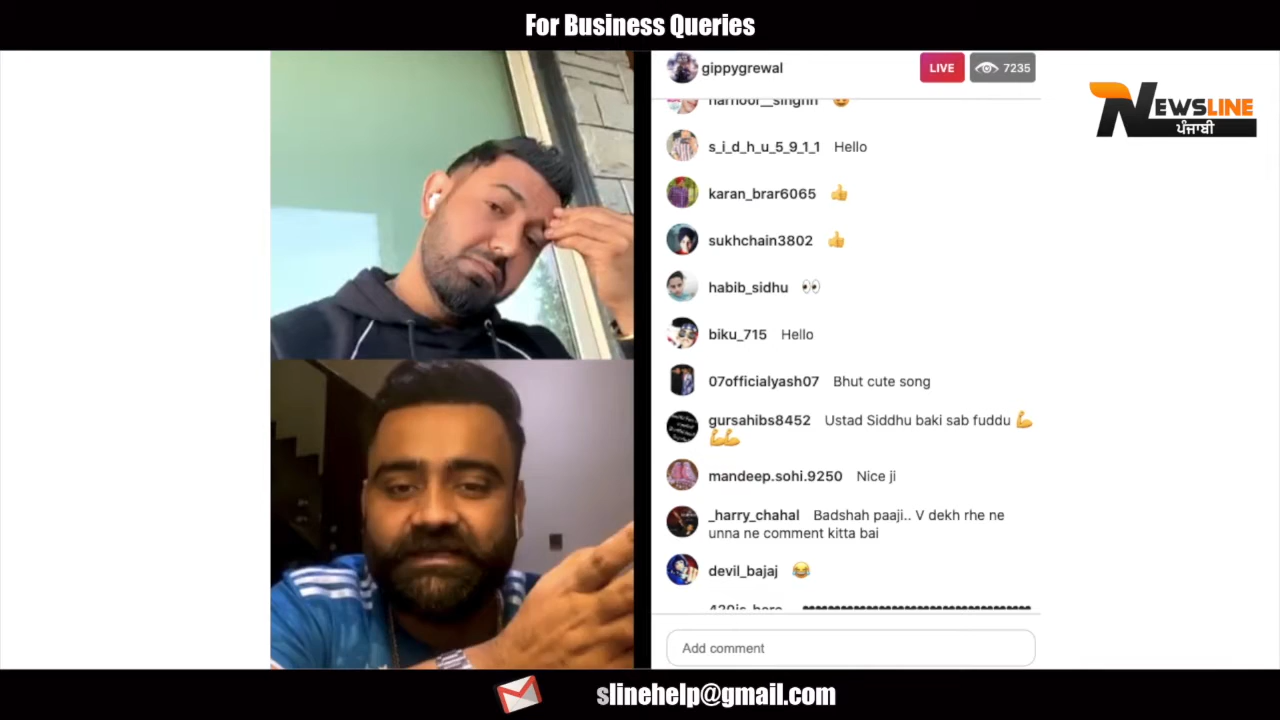 For Business Queries
gippygrewal
LIVE
7235
NEWSLINE
ਪੰਜਾਬੀ
s_i_d_h_u_5_9_1_1 Hello
karan_brar6065 👍
sukhchain3802 👍
habib_sidhu 👀
biku_715 Hello
07officialyash07 Bhut cute song
gursahibs8452 Ustad Siddhu baki sab fuddu 💪
💪💪
mandeep.sohi.9250 Nice ji
_harry_chahal Badshah paaji.. V dekh rhe ne
unna ne comment kitta bai
devil_bajaj 😂
Add comment
slinehelp@gmail.com